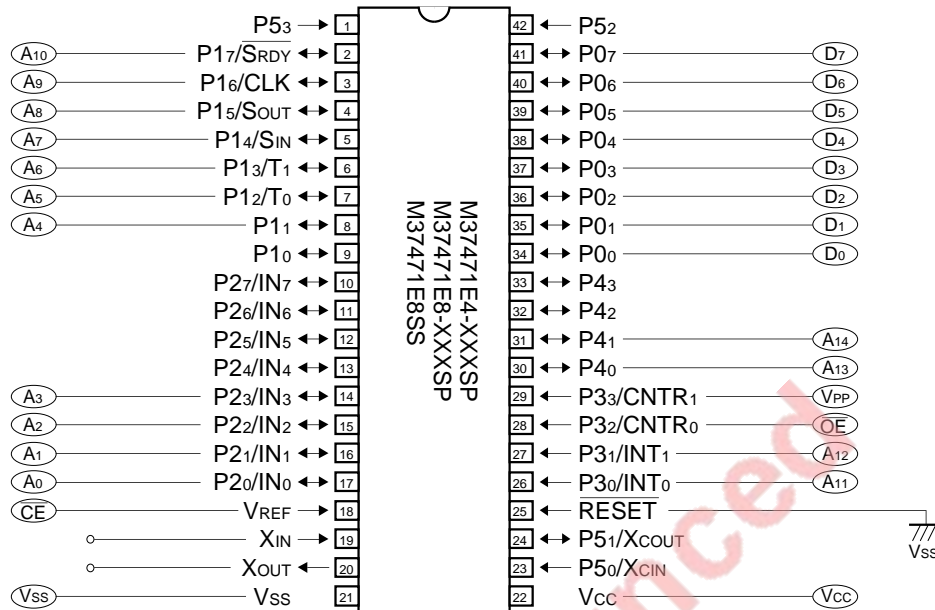 P53 1 42 P52
A10 P17/SRDY 2 41 P07 D7
A9 P16/CLK 3 40 P06 D6
A8 P15/SOUT 4 39 P05 D5
A7 P14/SIN 5 38 P04 D4
A6 P13/T1 6 37 P03 D3
A5 P12/T0 7 36 P02 D2
A4 P11 8 35 P01 D1
P10 9 34 P00 D0
P27/IN7 10 33 P43
P26/IN6 11 32 P42
P25/IN5 12 31 P41 A14
P24/IN4 13 30 P40 A13
A3 P23/IN3 14 29 P33/CNTR1 VPP
A2 P22/IN2 15 28 P32/CNTR0 OE
A1 P21/IN1 16 27 P31/INT1 A12
A0 P20/IN0 17 26 P30/INT0 A11
CE VREF 18 25 RESET
XIN 19 24 P51/XCOUT VSS
XOUT 20 23 P50/XCIN
VSS VSS 21 22 VCC VCC
M37471E4-XXXSP
M37471E8-XXXSP
M37471E8SS
nced